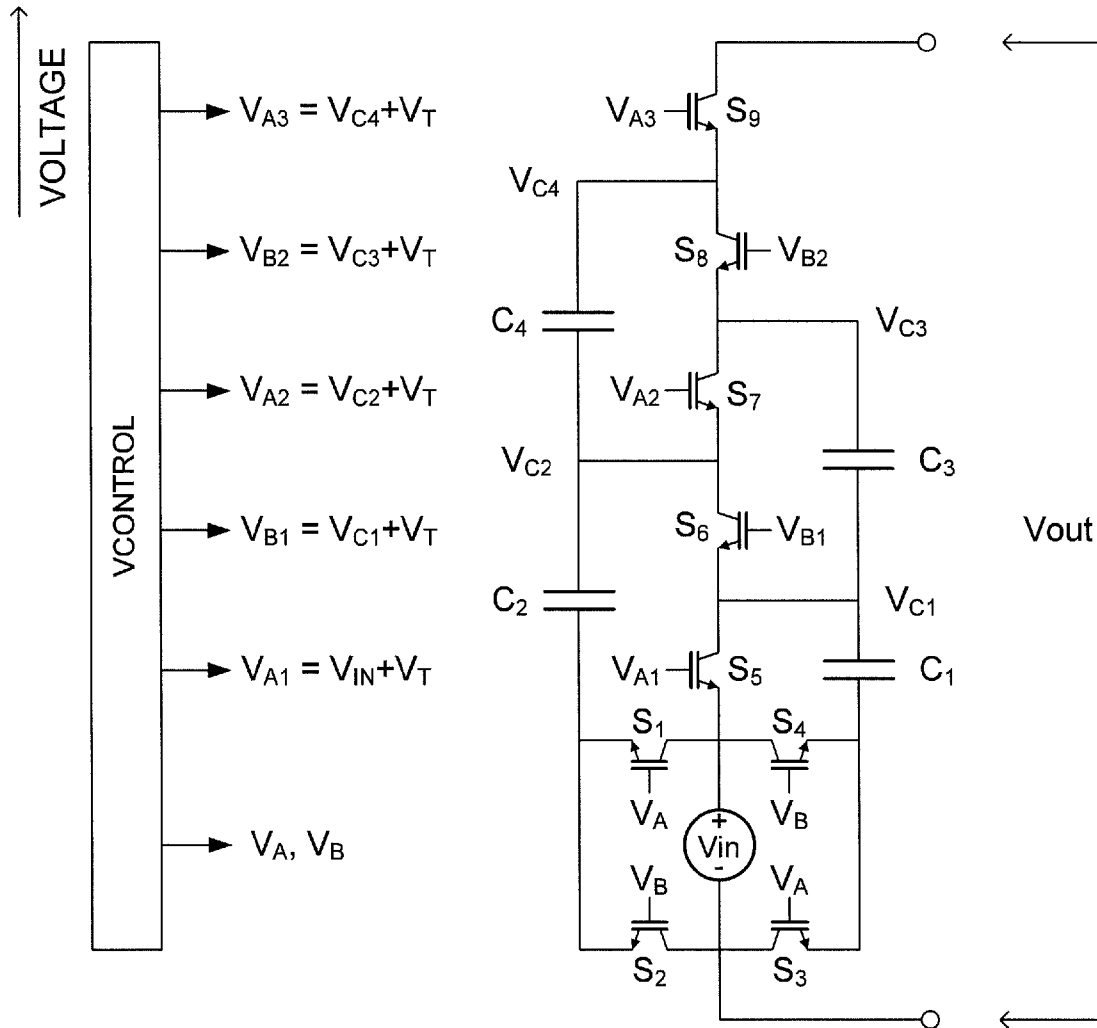 VOLTAGE
VCONTROL
V_A3 = V_C4+V_T
V_B2 = V_C3+V_T
V_A2 = V_C2+V_T
V_B1 = V_C1+V_T
V_A1 = V_IN+V_T
V_A, V_B
V_A3
S_9
V_C4
S_8
V_B2
C_4
V_C3
V_A2
S_7
V_C2
C_3
S_6
V_B1
Vout
C_2
V_C1
V_A1
S_5
C_1
S_1
S_4
V_A
V_B
+
Vin
-
V_B
V_A
S_2
S_3